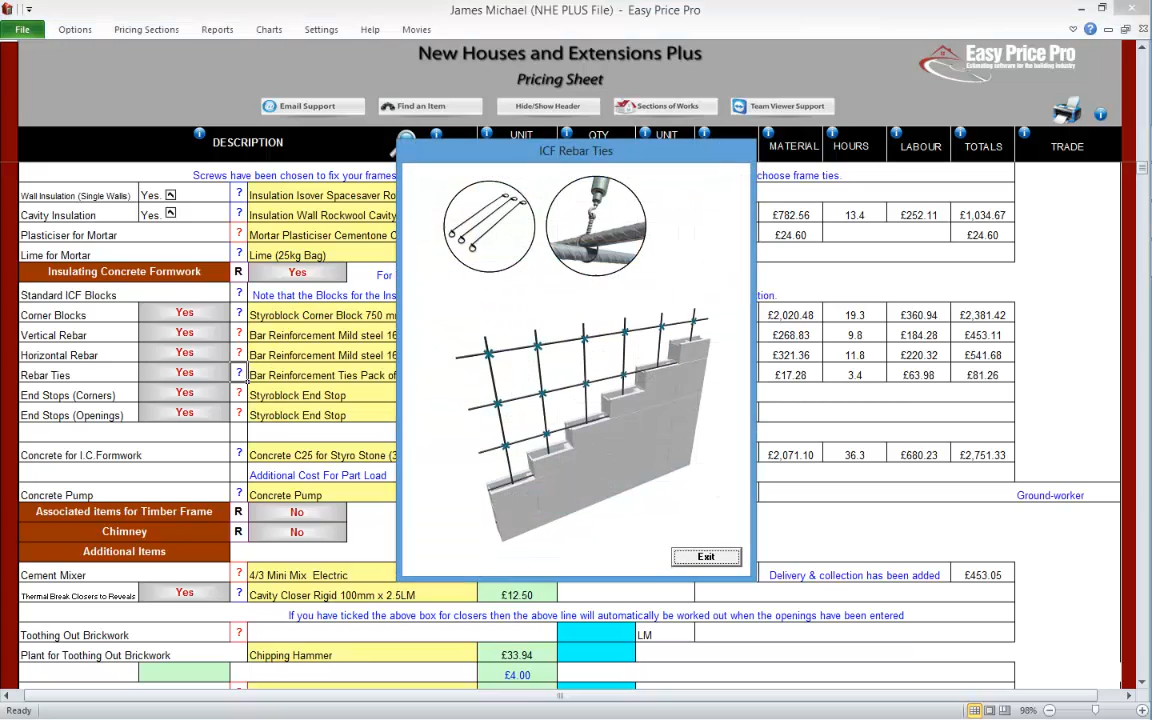 James Michael (NHE PLUS File) - Easy Price Pro
File Options Pricing Sections Reports Charts Settings Help Movies
New Houses and Extensions Plus
Pricing Sheet
Easy Price Pro
Estimating software for the building industry
Email Support Find an Item Hide/Show Header Sections of Works Team Viewer Support
DESCRIPTION UNIT QTY UNIT MATERIAL HOURS LABOUR TOTALS TRADE
ICF Rebar Ties
Screws have been chosen to fix your frames choose frame ties.
Wall Insulation (Single Walls) Yes. ? Insulation Isover Spacesaver Ro
Cavity Insulation Yes. ? Insulation Wall Rockwool Cavity £782.56 13.4 £252.11 £1,034.67
Plasticiser for Mortar ? Mortar Plasticiser Cementone C £24.60 £24.60
Lime for Mortar ? Lime (25kg Bag)
Insulating Concrete Formwork R Yes For
Standard ICF Blocks ? Note that the Blocks for the Ins tion.
Corner Blocks Yes ? Styroblock Corner Block 750 m £2,020.48 19.3 £360.94 £2,381.42
Vertical Rebar Yes ? Bar Reinforcement Mild steel 16 £268.83 9.8 £184.28 £453.11
Horizontal Rebar Yes ? Bar Reinforcement Mild steel 16 £321.36 11.8 £220.32 £541.68
Rebar Ties Yes ? Bar Reinforcement Ties Pack of £17.28 3.4 £63.98 £81.26
End Stops (Corners) Yes ? Styroblock End Stop
End Stops (Openings) Yes ? Styroblock End Stop
Concrete for I.C.Formwork ? Concrete C25 for Styro Stone (3 £2,071.10 36.3 £680.23 £2,751.33
Additional Cost For Part Load
Concrete Pump ? Concrete Pump Ground-worker
Associated items for Timber Frame R No
Chimney R No
Additional Items
Exit
Cement Mixer ? 4/3 Mini Mix Electric Delivery & collection has been added £453.05
Thermal Break Closers to Reveals Yes ? Cavity Closer Rigid 100mm x 2.5LM £12.50
If you have ticked the above box for closers then the above line will automatically be worked out when the openings have been entered
Toothing Out Brickwork ? LM
Plant for Toothing Out Brickwork Chipping Hammer £33.94
£4.00
Ready 98%